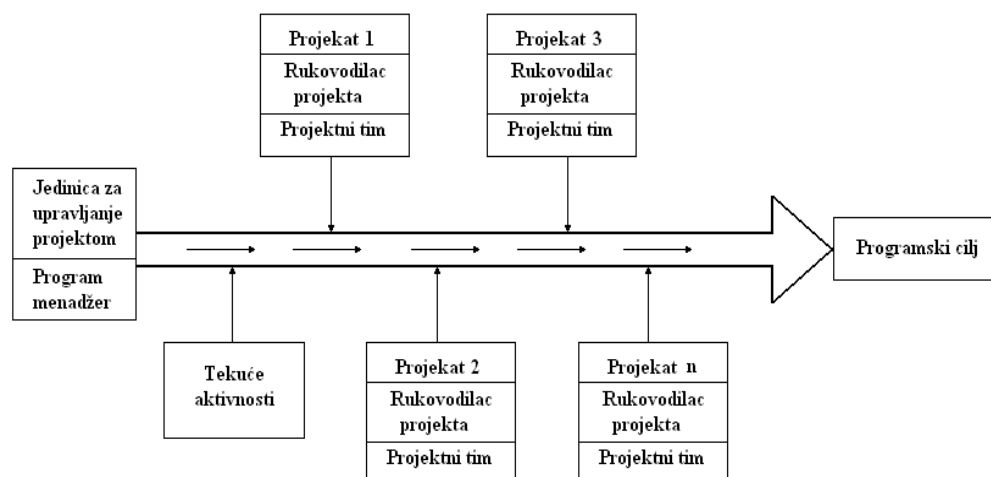 Projekat 1
Rukovodilac
projekta
Projektni tim
Projekat 3
Rukovodilac
projekta
Projektni tim
Jedinica za
upravljanje
projektom
Program
menadžer
Programski cilj
Tekuće
aktivnosti
Projekat 2
Rukovodilac
projekta
Projektni tim
Projekat n
Rukovodilac
projekta
Projektni tim